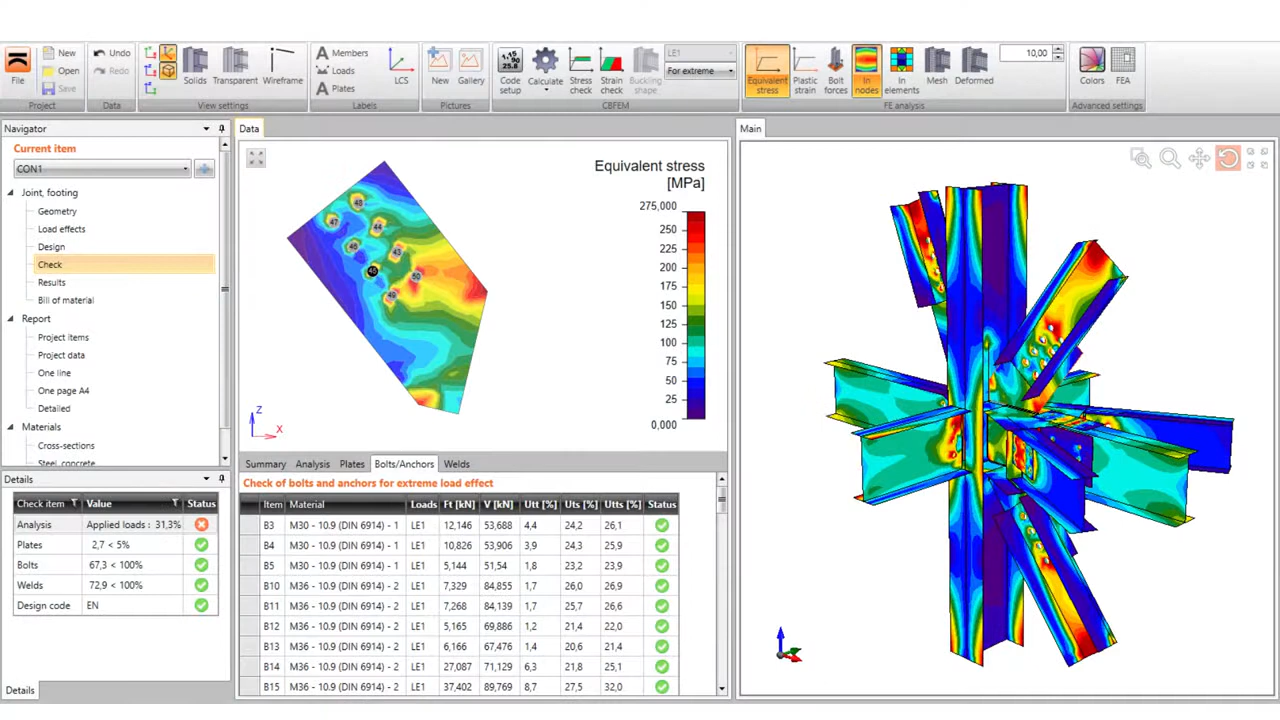 File
New
Open
Save
Project
Undo
Redo
Data
Solids
Transparent
Wireframe
View settings
Members
Loads
Plates
LCS
Labels
New
Gallery
Pictures
Code setup
Calculate
Stress check
Strain check
Buckling shape
LE1
For extreme
CBFEM
Equivalent stress
Plastic strain
Bolt forces
In nodes
In elements
Mesh
Deformed
10,00
FE analysis
Colors
FEA
Advanced settings
Navigator
Current item
CON1
Joint, footing
Geometry
Load effects
Design
Check
Results
Bill of material
Report
Project items
Project data
One line
One page A4
Detailed
Materials
Cross-sections
Steel, concrete
Details
Check item Value Status
Analysis Applied loads : 31,3%
Plates 2,7 < 5%
Bolts 67,3 < 100%
Welds 72,9 < 100%
Design code EN
Details
Data
Equivalent stress
[MPa]
275,000
250
225
200
175
150
125
100
75
50
25
0,000
48
47
44
43
50
Z
X
Summary Analysis Plates Bolts/Anchors Welds
Check of bolts and anchors for extreme load effect
Item Material Loads Ft [kN] V [kN] Utt [%] Uts [%] Utts [%] Status
B3 M30 - 10.9 (DIN 6914) - 1 LE1 12,146 53,688 4,4 24,2 26,1
B4 M30 - 10.9 (DIN 6914) - 1 LE1 10,826 53,906 3,9 24,3 25,9
B5 M30 - 10.9 (DIN 6914) - 1 LE1 5,144 51,54 1,8 23,2 23,9
B10 M36 - 10.9 (DIN 6914) - 2 LE1 7,329 84,855 1,7 26,0 26,9
B11 M36 - 10.9 (DIN 6914) - 2 LE1 7,268 84,139 1,7 25,7 26,6
B12 M36 - 10.9 (DIN 6914) - 2 LE1 5,165 69,886 1,2 21,4 22,0
B13 M36 - 10.9 (DIN 6914) - 2 LE1 6,166 67,476 1,4 20,6 21,4
B14 M36 - 10.9 (DIN 6914) - 2 LE1 27,087 71,129 6,3 21,8 25,1
B15 M36 - 10.9 (DIN 6914) - 2 LE1 37,402 89,769 8,7 27,5 32,0
Main